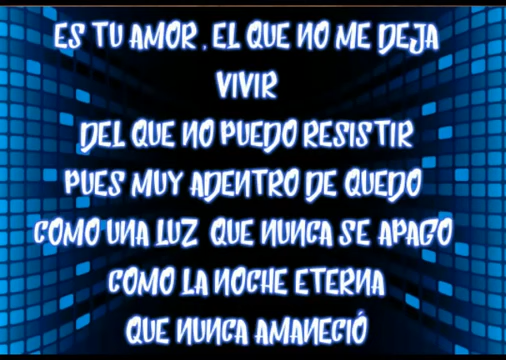 ES TU AMOR , EL QUE NO ME DEJA
VIVIR
DEL QUE NO PUEDO RESISTIR
PUES MUY ADENTRO DE QUEDO
COMO UNA LUZ QUE NUNCA SE APAGO
COMO LA NOCHE ETERNA
QUE NUNCA AMANECIÓ